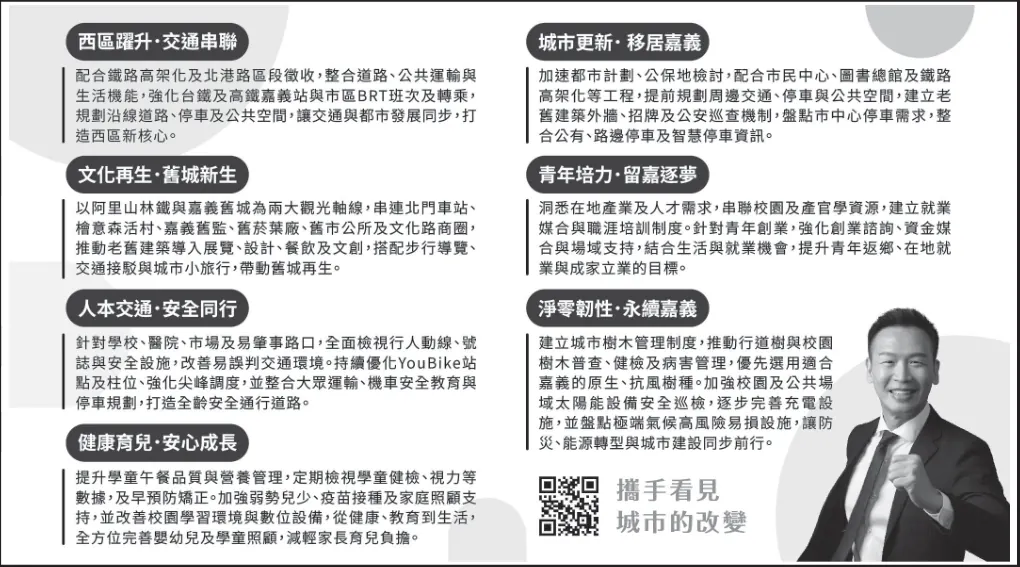 西區躍升・交通串聯
配合鐵路高架化及北港路區段徵收，整合道路、公共運輸與
生活機能，強化台鐵及高鐵嘉義站與市區BRT班次及轉乘，
規劃沿線道路、停車及公共空間，讓交通與都市發展同步，打
造西區新核心。
文化再生・舊城新生
以阿里山林鐵與嘉義舊城為兩大觀光軸線，串連北門車站、
檜意森活村、嘉義舊監、舊菸葉廠、舊市公所及文化路商圈，
推動老舊建築導入展覽、設計、餐飲及文創，搭配步行導覽、
交通接駁與城市小旅行，帶動舊城再生。
人本交通・安全同行
針對學校、醫院、市場及易肇事路口，全面檢視行人動線、號
誌與安全設施，改善易誤判交通環境。持續優化YouBike站
點及柱位、強化尖峰調度，並整合大眾運輸、機車安全教育與
停車規劃，打造全齡安全通行道路。
健康育兒・安心成長
提升學童午餐品質與營養管理，定期檢視學童健檢、視力等
數據，及早預防矯正。加強弱勢兒少、疫苗接種及家庭照顧支
持，並改善校園學習環境與數位設備，從健康、教育到生活，
全方位完善嬰幼兒及學童照顧，減輕家長育兒負擔。
城市更新・移居嘉義
加速都市計劃、公保地檢討，配合市民中心、圖書總館及鐵路
高架化等工程，提前規劃周邊交通、停車與公共空間，建立老
舊建築外牆、招牌及公安巡查機制，盤點市中心停車需求，整
合公有、路邊停車及智慧停車資訊。
青年培力・留嘉逐夢
洞悉在地產業及人才需求，串聯校園及產官學資源，建立就業
媒合與職涯培訓制度。針對青年創業，強化創業諮詢、資金媒
合與場域支持，結合生活與就業機會，提升青年返鄉、在地就
業與成家立業的目標。
淨零韌性・永續嘉義
建立城市樹木管理制度，推動行道樹與校園
樹木普查、健檢及病害管理，優先選用適合
嘉義的原生、抗風樹種。加強校園及公共場
域太陽能設備安全巡檢，逐步完善充電設
施，並盤點極端氣候高風險易損設施，讓防
災、能源轉型與城市建設同步前行。
攜手看見
城市的改變